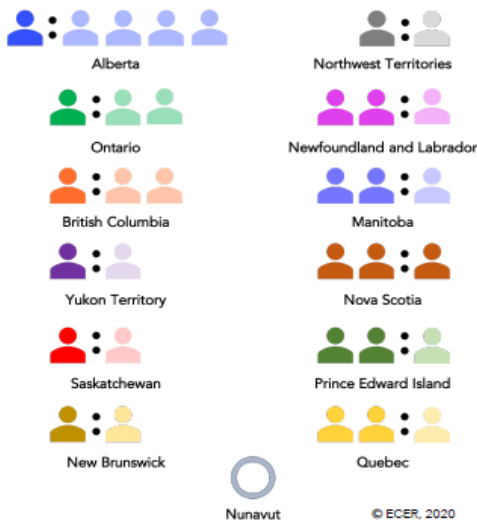 Alberta
Northwest Territories
Ontario
Newfoundland and Labrador
British Columbia
Manitoba
Yukon Territory
Nova Scotia
Saskatchewan
Prince Edward Island
New Brunswick
Quebec
Nunavut
© ECER, 2020